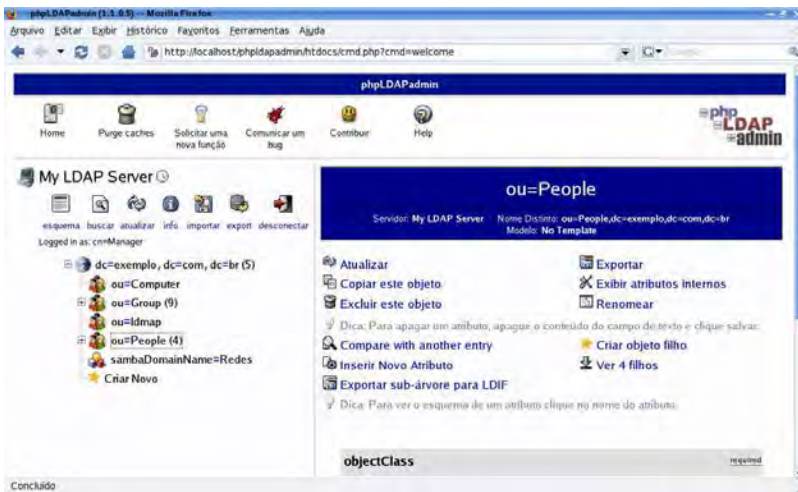 phpLDAPadmin (1.1.0.5) - Mozilla Firefox
Arquivo Editar Exibir Histórico Favoritos Ferramentas Ajuda
http://localhost/phpldapadmin/htdocs/cmd.php?cmd=welcome
phpLDAPadmin
Home
Purge caches
Solicitar uma nova função
Comunicar um bug
Contribuir
Help
php
LDAP
admin
My LDAP Server
esquema buscar atualizar info importar export desconectar
Logged in as: cn=Manager
dc=exemplo, dc=com, dc=br (5)
ou=Computer
ou=Group (9)
ou=Idmap
ou=People (4)
sambaDomainName=Redes
Criar Novo
ou=People
Servidor: My LDAP Server Nome Distinto: ou=People,dc=exemplo,dc=com,dc=br
Modelo: No Template
Atualizar
Exportar
Copiar este objeto
Exibir atributos internos
Excluir este objeto
Renomear
Dica: Para apagar um atributo, apague o conteúdo do campo de texto e clique salvar.
Compare with another entry
Criar objeto filho
Inserir Novo Atributo
Ver 4 filhos
Exportar sub-árvore para LDIF
Dica: Para ver o esquema de um atributo clique no nome do atributo.
objectClass
required
Concluído